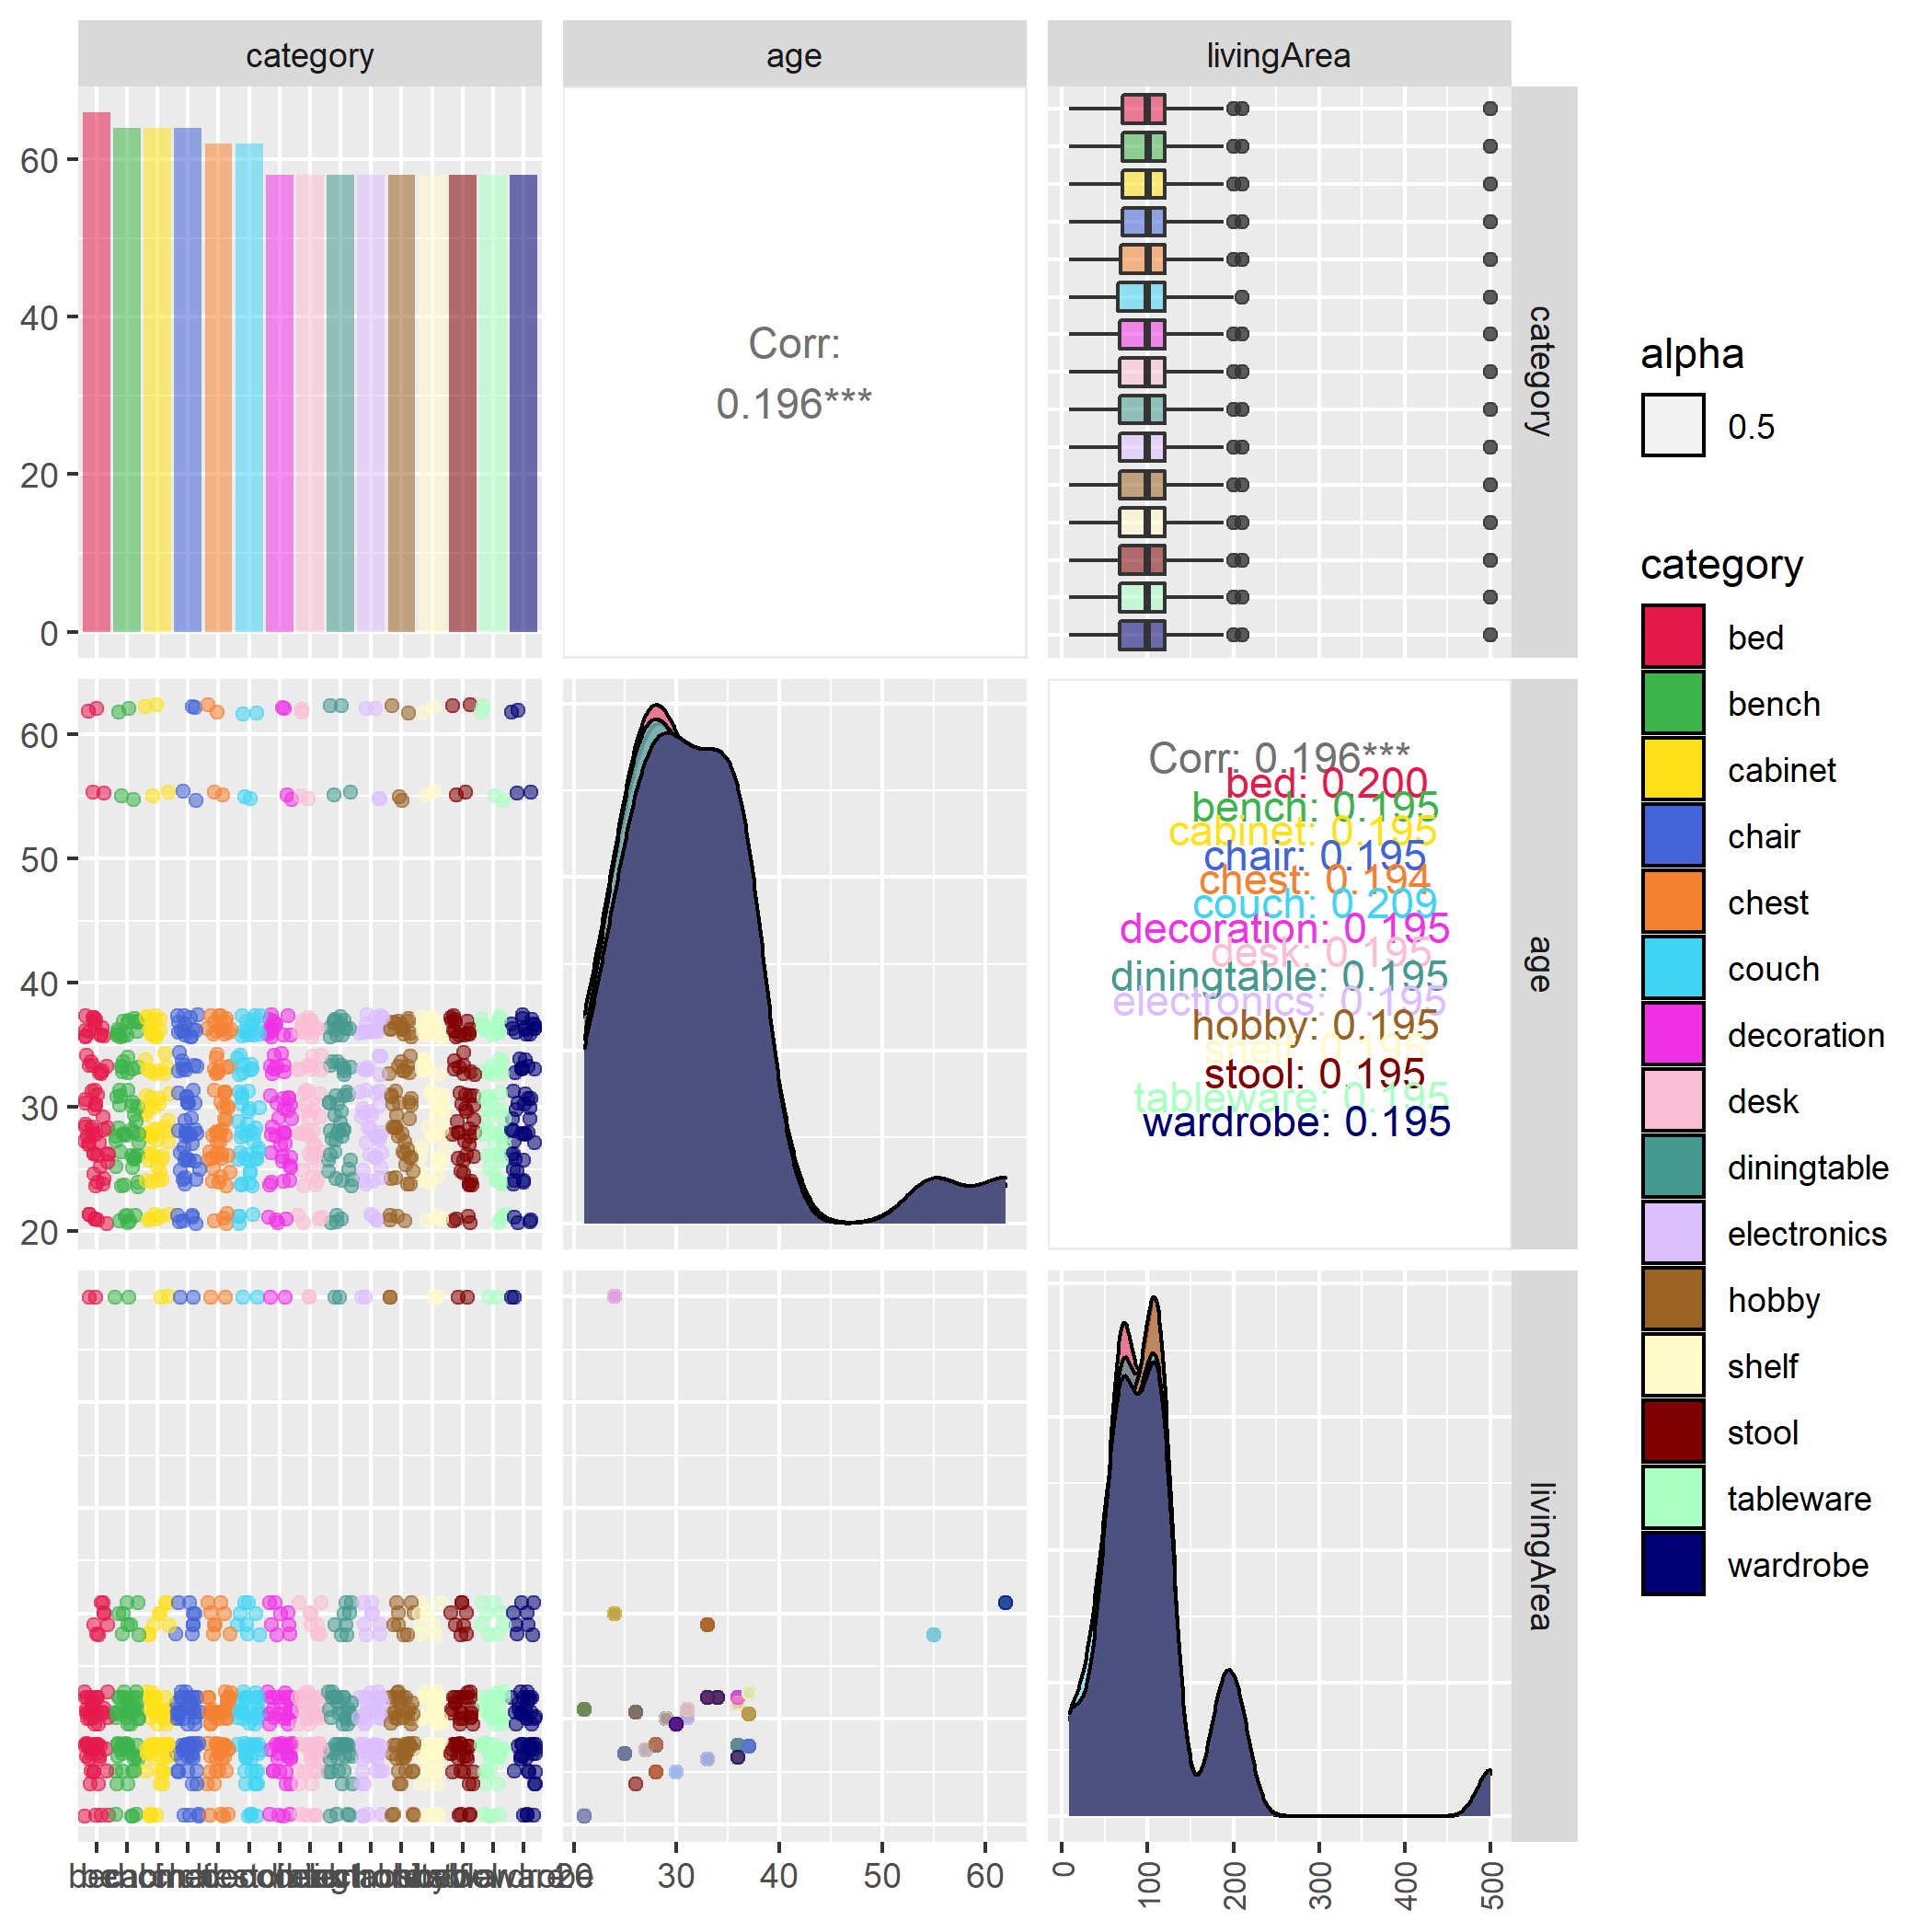 category
age
livingArea
60
40
20
0
Corr:
0.196***
category
60
50
40
30
20
Corr: 0.196***
bed: 0.200
bench: 0.195
cabinet: 0.195
chair: 0.195
chest: 0.194
couch: 0.209
decoration: 0.195
desk: 0.195
diningtable: 0.195
electronics: 0.195
hobby: 0.195
shelf: 0.195
stool: 0.195
tableware: 0.195
wardrobe: 0.195
age
livingArea
20
30
40
50
60
0
100
200
300
400
500
alpha
0.5
category
bed
bench
cabinet
chair
chest
couch
decoration
desk
diningtable
electronics
hobby
shelf
stool
tableware
wardrobe